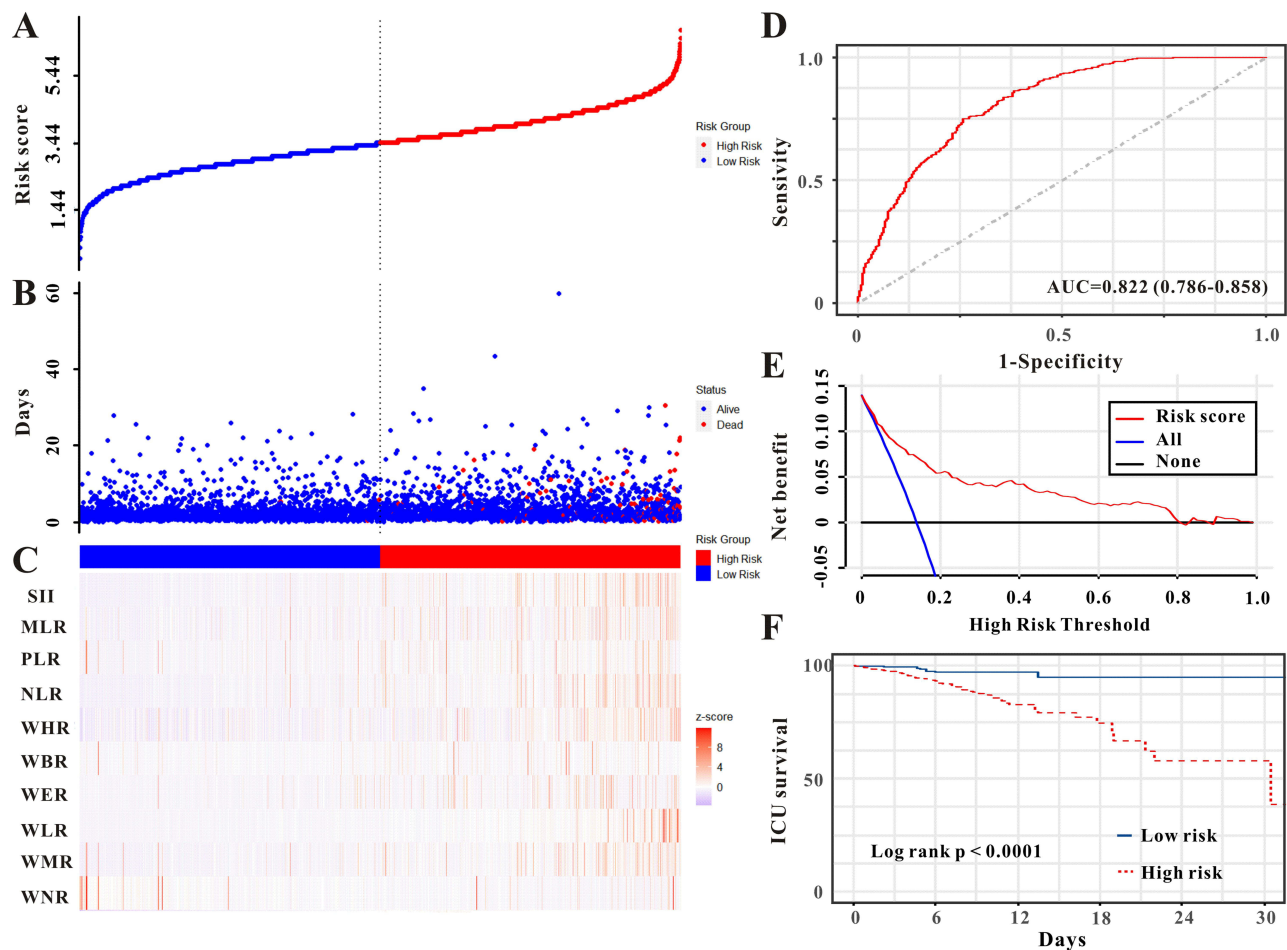 A
Risk score
5.44
3.44
1.44
Risk Group
High Risk
Low Risk
B
Days
60
40
20
0
Status
Alive
Dead
C
Risk Group
High Risk
Low Risk
SII
MLR
PLR
NLR
WHR
WBR
WER
WLR
WMR
WNR
z-score
8
4
0
D
Sensivity
1.0
0.5
0
AUC=0.822 (0.786-0.858)
0 0.5 1.0
1-Specificity
E
Net benefit
0.15
0.10
0.05
0
-0.05
Risk score
All
None
0 0.2 0.4 0.6 0.8 1.0
High Risk Threshold
F
ICU survival
100
50
0
Log rank p < 0.0001
Low risk
High risk
0 6 12 18 24 30
Days